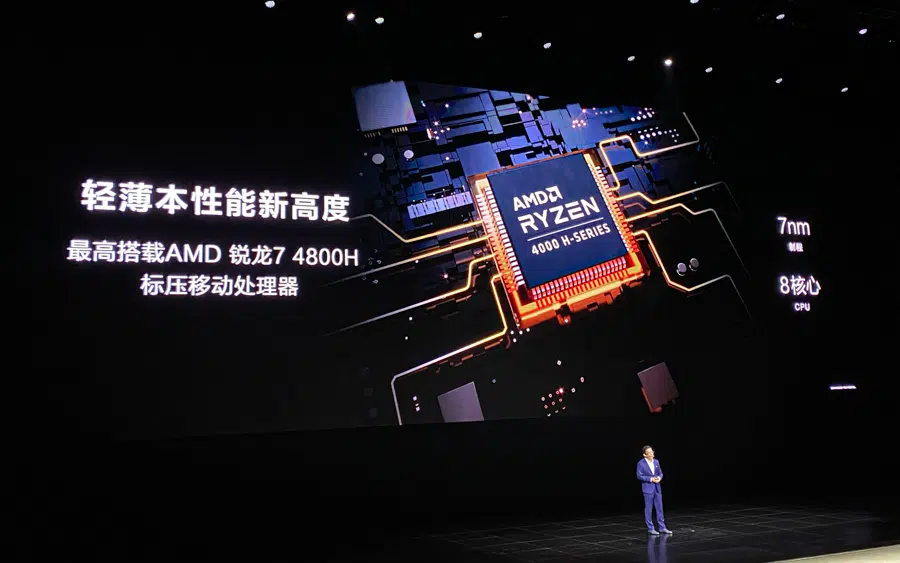 轻薄本性能新高度
最高搭载AMD 锐龙7 4800H
标压移动处理器
AMD
RYZEN
4000 H-SERIES
7nm
制程
8核心
CPU